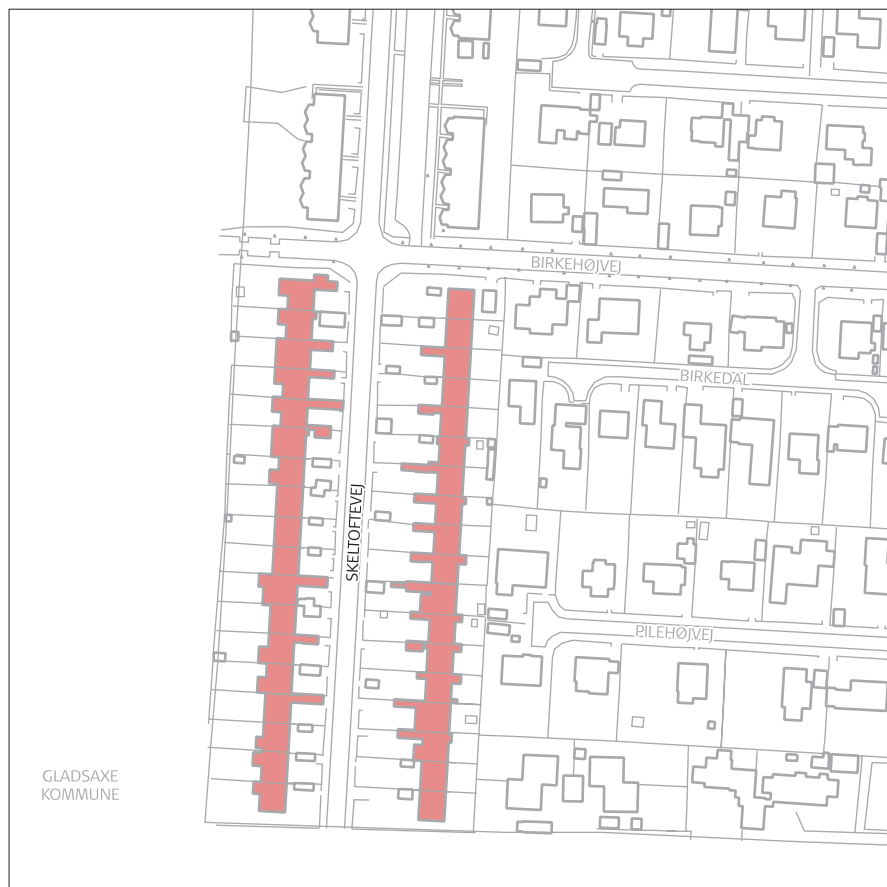 BIRKEHØJVEJ
BIRKEDAL
SKELTOFTEVEJ
PILEHØJVEJ
GLADSAXE
KOMMUNE